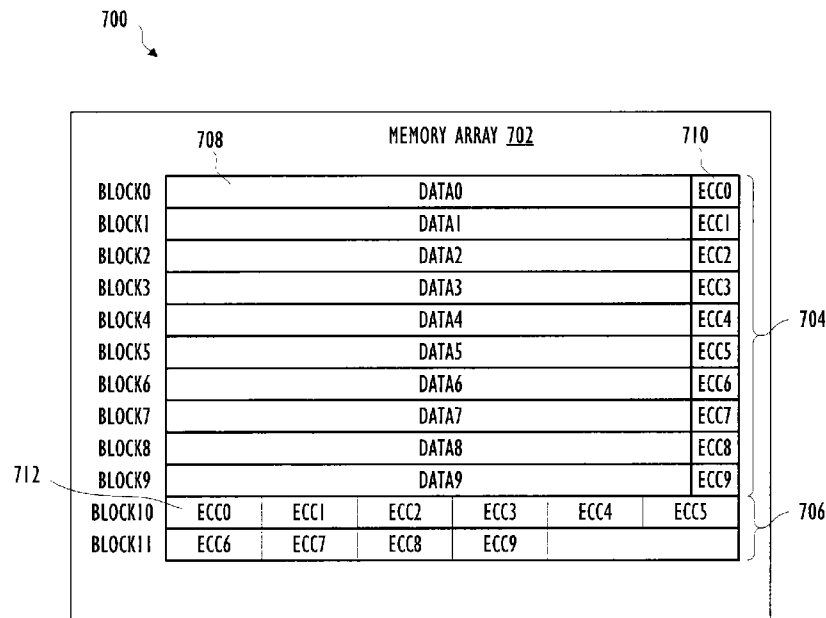 700
MEMORY ARRAY 702
708
710
BLOCK0 DATA0 ECC0
BLOCK1 DATA1 ECC1
BLOCK2 DATA2 ECC2
BLOCK3 DATA3 ECC3
BLOCK4 DATA4 ECC4
704
BLOCK5 DATA5 ECC5
BLOCK6 DATA6 ECC6
BLOCK7 DATA7 ECC7
BLOCK8 DATA8 ECC8
712
BLOCK9 DATA9 ECC9
BLOCK10 ECC0 ECC1 ECC2 ECC3 ECC4 ECC5
706
BLOCK11 ECC6 ECC7 ECC8 ECC9